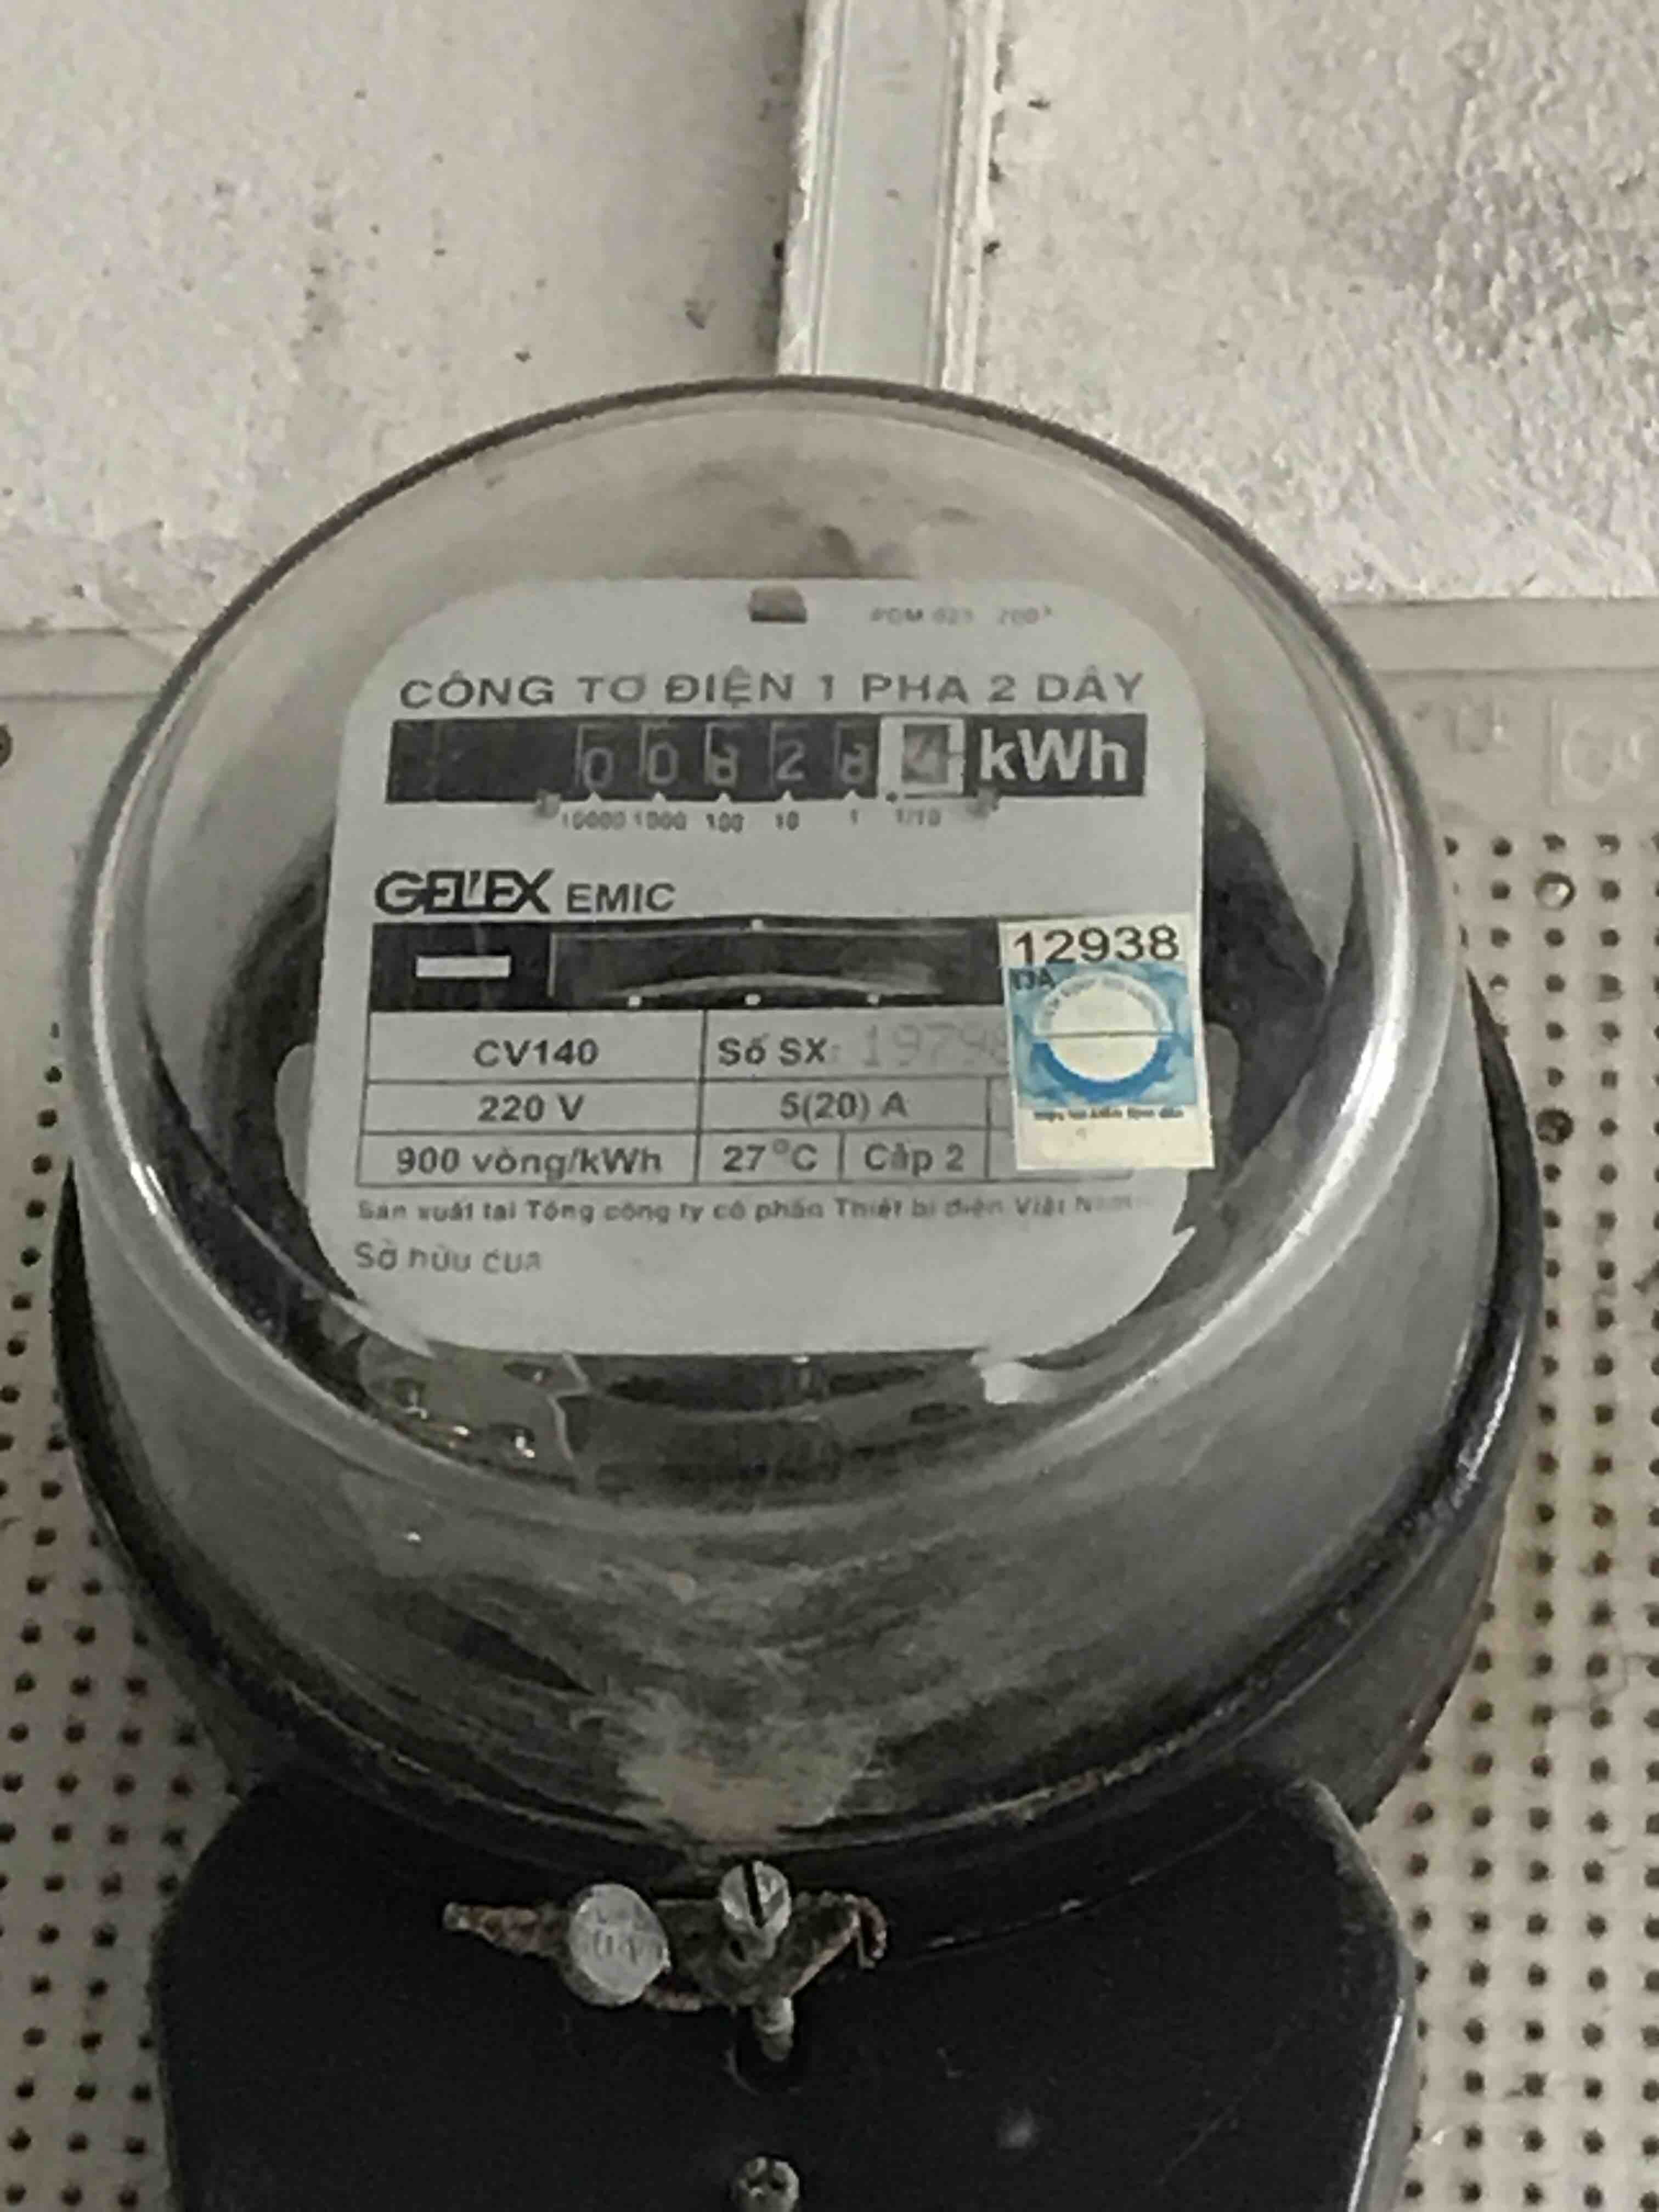 CÔNG TƠ ĐIỆN 1 PHA 2 DÂY
0 0 8 2 kWh
10000 1000 100 10 1 1/10
GELEX EMIC
12938
CV140 Số SX: 1979
220 V 5(20) A
900 vòng/kWh 27°C Cấp 2
Sản xuất tại Tổng công ty cổ phần Thiết bị điện Việt Nam
Sở hữu của